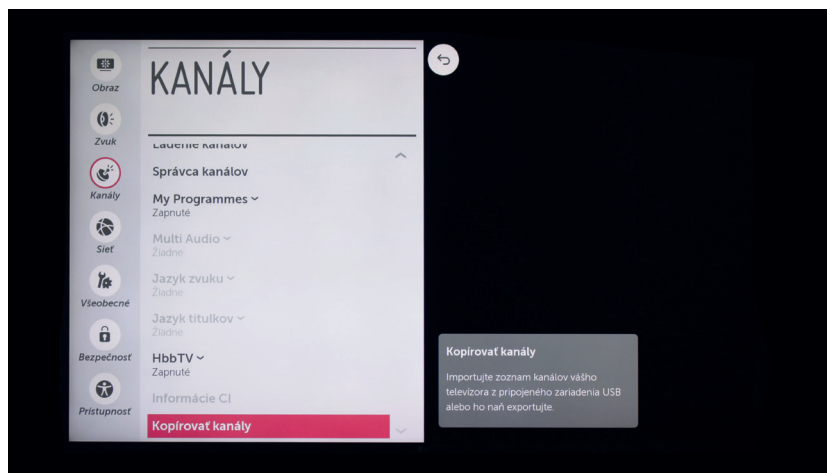 Obraz
Zvuk
Kanály
Sieť
Všeobecné
Bezpečnosť
Prístupnosť
KANÁLY
Ladenie kanálov
Správca kanálov
My Programmes
Zapnuté
Multi Audio
Žiadne
Jazyk zvuku
Žiadne
Jazyk titulkov
Žiadne
HbbTV
Zapnuté
Informácie CI
Kopírovať kanály
Kopírovať kanály
Importujte zoznam kanálov vášho
televízora z pripojeného zariadenia USB
alebo ho naň exportujte.